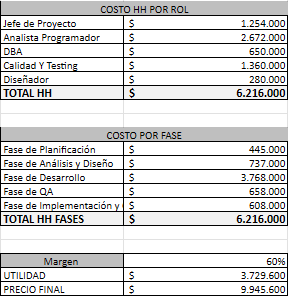 COSTO HH POR ROL
Jefe de Proyecto $ 1.254.000
Analista Programador $ 2.672.000
DBA $ 650.000
Calidad Y Testing $ 1.360.000
Diseñador $ 280.000
TOTAL HH $ 6.216.000
COSTO POR FASE
Fase de Planificación $ 445.000
Fase de Análisis y Diseño $ 737.000
Fase de Desarrollo $ 3.768.000
Fase de QA $ 658.000
Fase de Implementación y $ 608.000
TOTAL HH FASES $ 6.216.000
Margen 60%
UTILIDAD $ 3.729.600
PRECIO FINAL $ 9.945.600